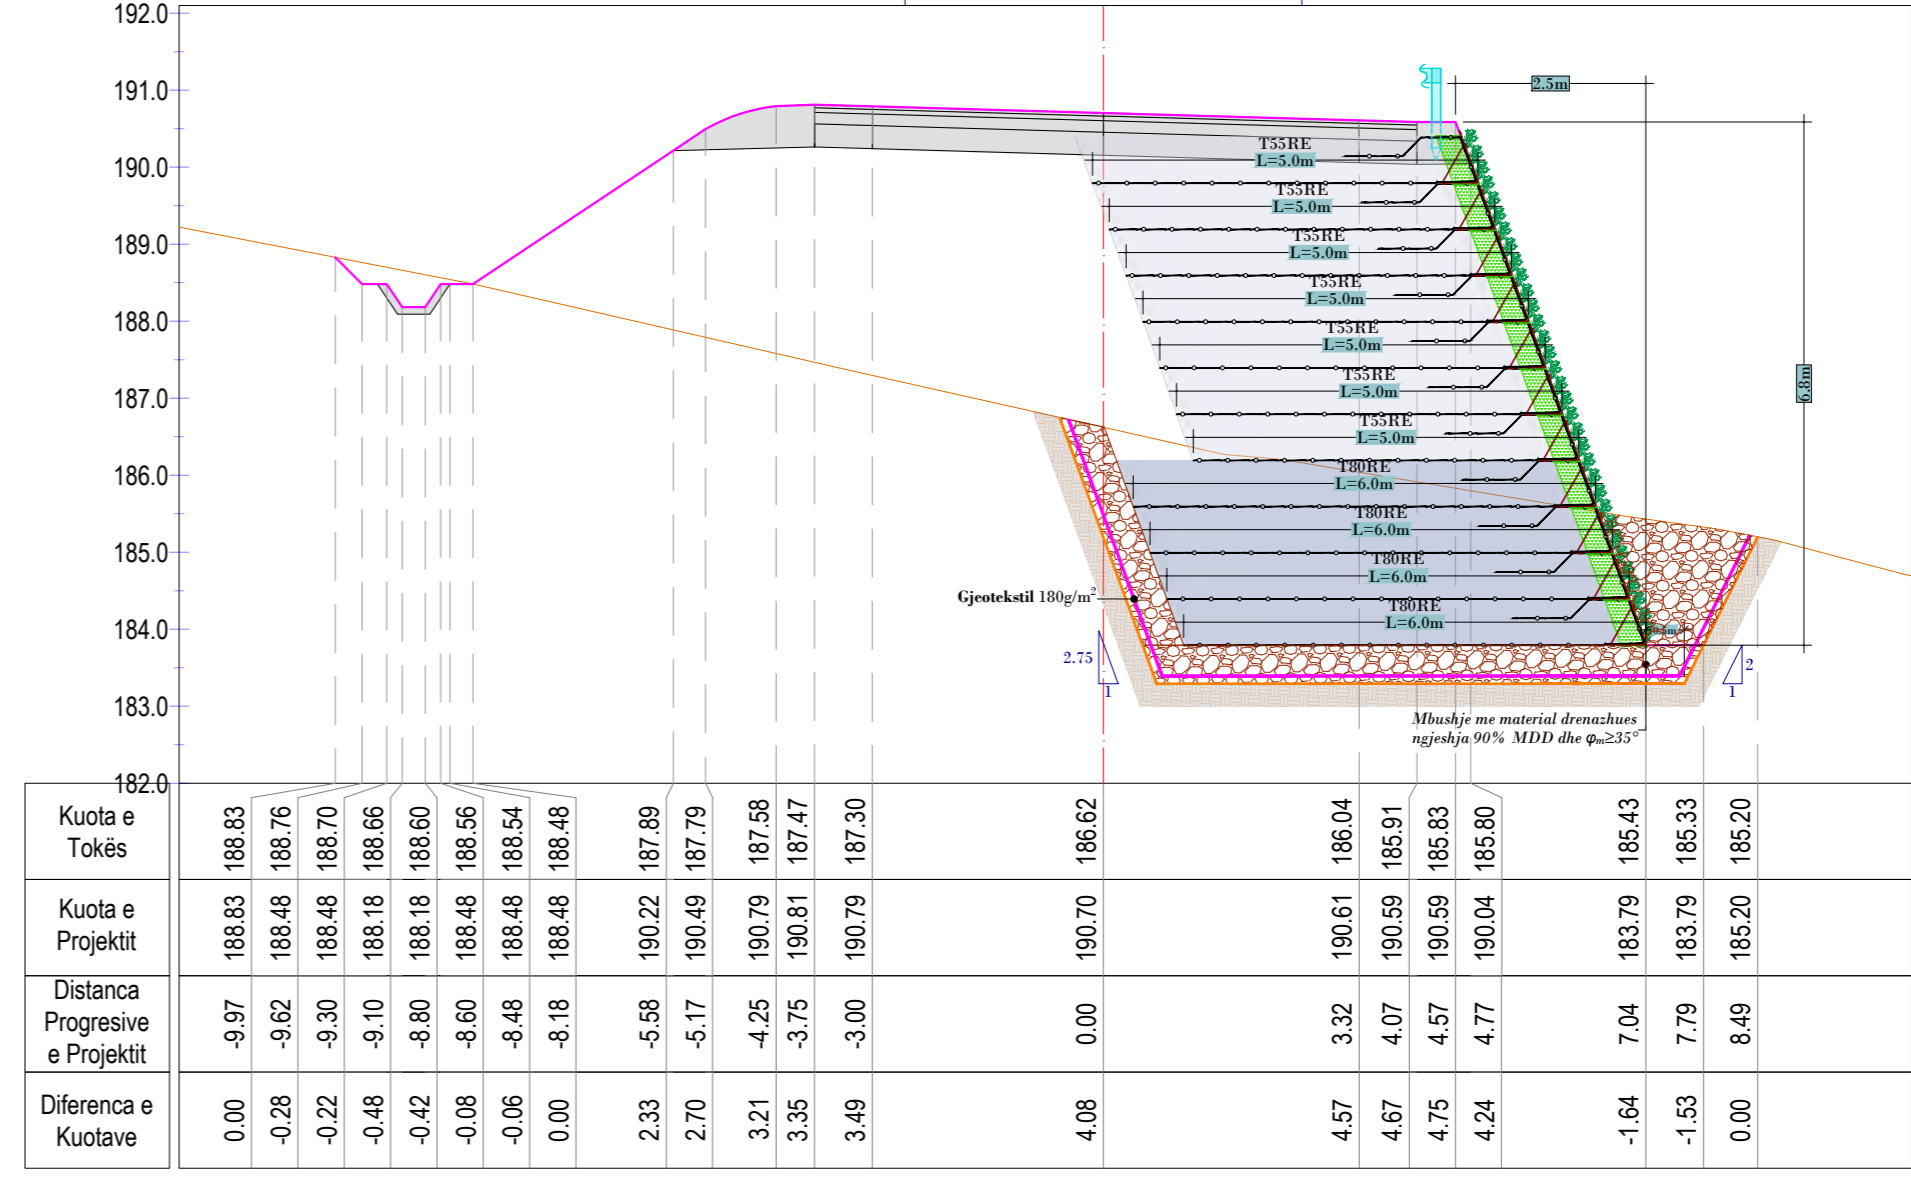 192.0
191.0
190.0
189.0
188.0
187.0
186.0
185.0
184.0
183.0
182.0
2.5m
6.8m
T55RE
L=5.0m
T55RE
L=5.0m
T55RE
L=5.0m
T55RE
L=5.0m
T55RE
L=5.0m
T55RE
L=5.0m
T55RE
L=5.0m
T80RE
L=6.0m
T80RE
L=6.0m
T80RE
L=6.0m
T80RE
L=6.0m
Gjeotekstil 180g/m²
2.75
1
2
1
Mbushje me material drenazhues
ngjeshja 90% MDD dhe φm≥35°
Kuota e
Tokës
188.83 188.76 188.70 188.66 188.60 188.56 188.54 188.48 187.89 187.79 187.58 187.47 187.30 186.62 186.04 185.91 185.83 185.80 185.43 185.33 185.20
Kuota e
Projektit
188.83 188.48 188.48 188.18 188.18 188.48 188.48 188.48 190.22 190.49 190.79 190.81 190.79 190.70 190.61 190.59 190.59 190.04 183.79 183.79 185.20
Distanca
Progresive
e Projektit
-9.97 -9.62 -9.30 -9.10 -8.80 -8.60 -8.48 -8.18 -5.58 -5.17 -4.25 -3.75 -3.00 0.00 3.32 4.07 4.57 4.77 7.04 7.79 8.49
Diferenca e
Kuotave
0.00 -0.28 -0.22 -0.48 -0.42 -0.08 -0.06 0.00 2.33 2.70 3.21 3.35 3.49 4.08 4.57 4.67 4.75 4.24 -1.64 -1.53 0.00